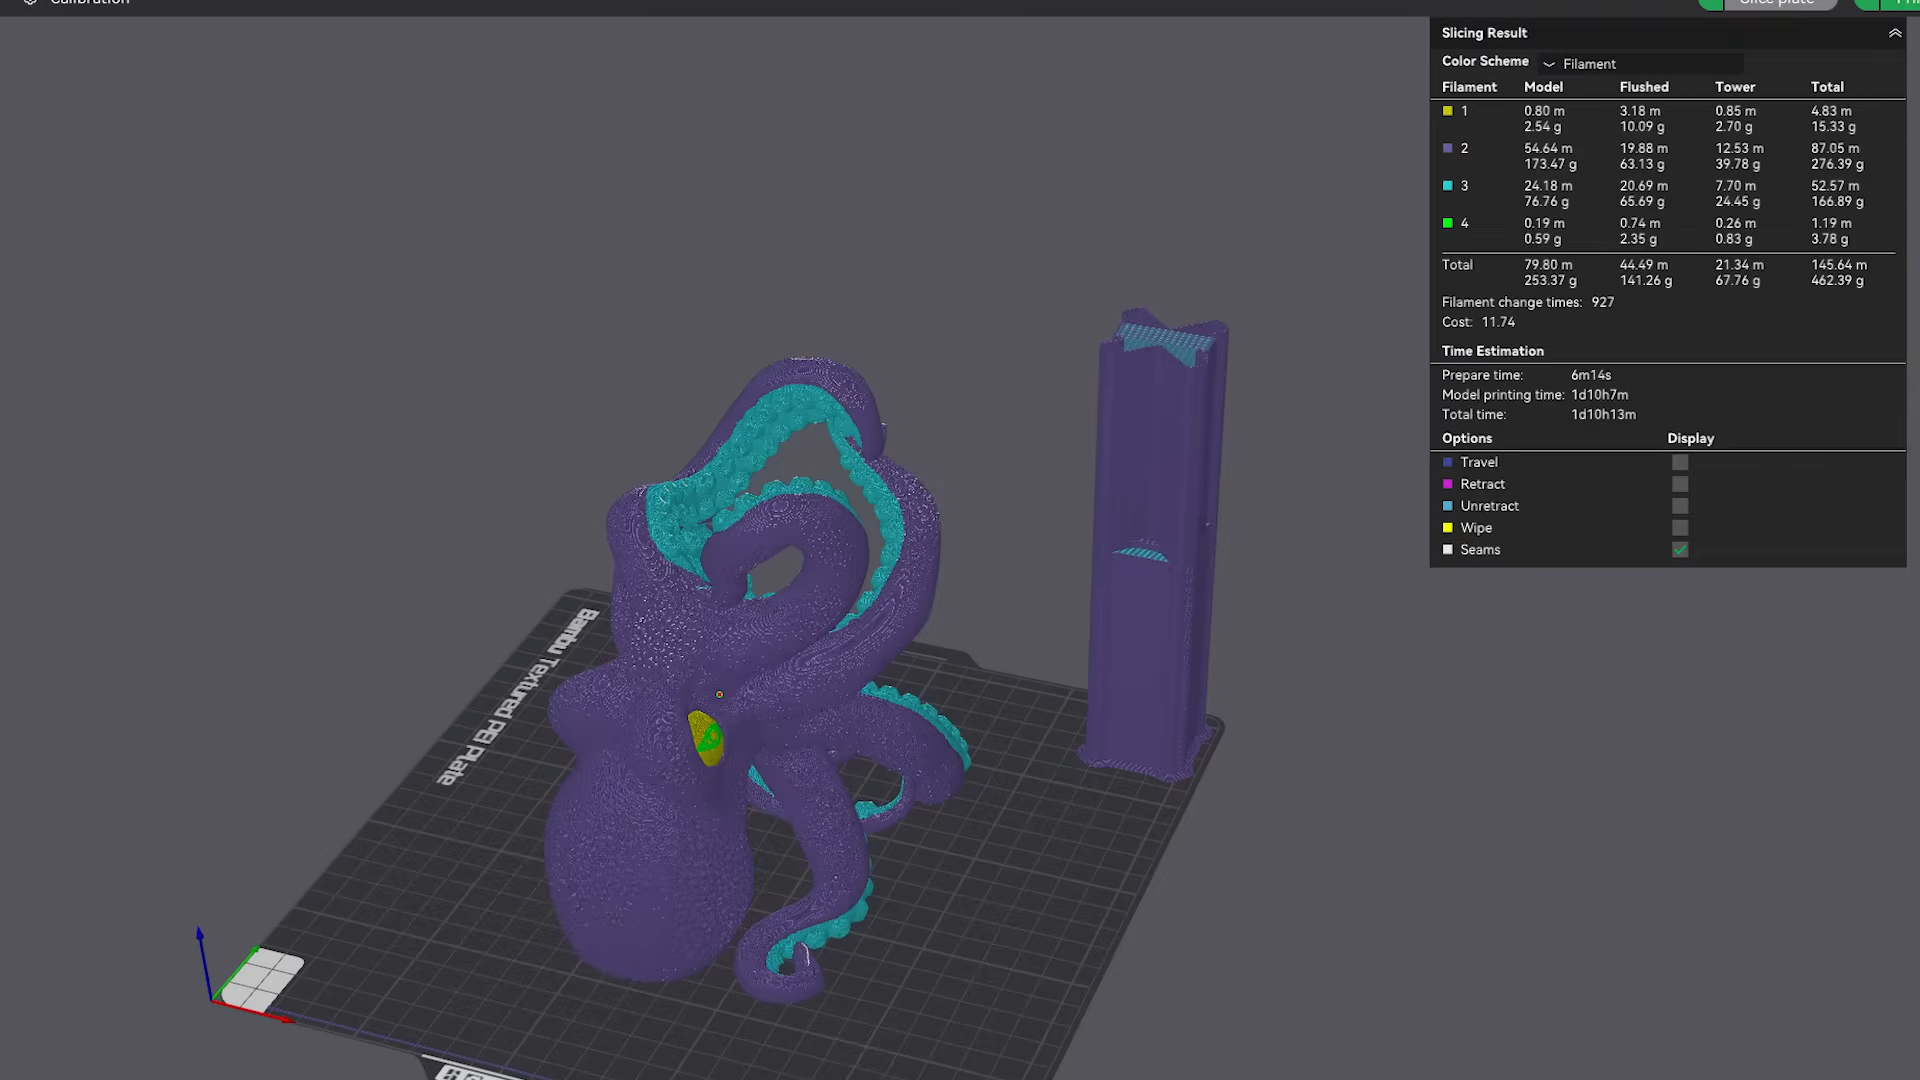 Calibration
Slice plate
Slicing Result
Color Scheme Filament
Filament Model Flushed Tower Total
1 0.80 m 3.18 m 0.85 m 4.83 m
2.54 g 10.09 g 2.70 g 15.33 g
2 54.64 m 19.88 m 12.53 m 87.05 m
173.47 g 63.13 g 39.78 g 276.39 g
3 24.18 m 20.69 m 7.70 m 52.57 m
76.76 g 65.69 g 24.45 g 166.89 g
4 0.19 m 0.74 m 0.26 m 1.19 m
0.59 g 2.35 g 0.83 g 3.78 g
Total 79.80 m 44.49 m 21.34 m 145.64 m
253.37 g 141.26 g 67.76 g 462.39 g
Filament change times: 927
Cost: 11.74
Time Estimation
Prepare time: 6m14s
Model printing time: 1d10h7m
Total time: 1d10h13m
Options Display
Travel
Retract
Unretract
Wipe
Seams
Bambu Textured PEI Plate